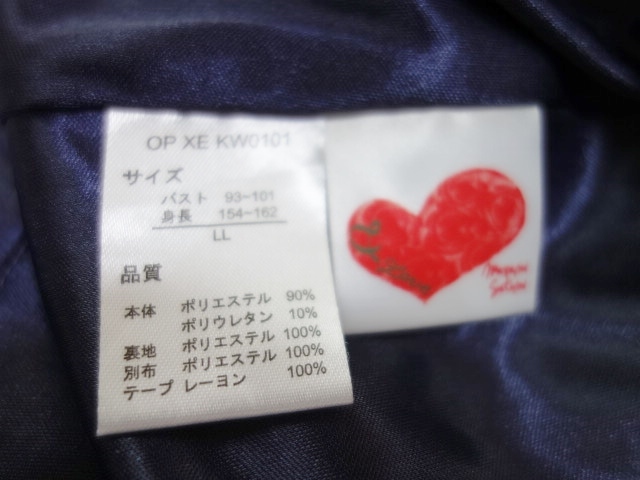 OP XE KW0101
サイズ
バスト 93-101
身長 154-162
LL
品質
本体 ポリエステル 90%
ポリウレタン 10%
裏地 ポリエステル 100%
別布 ポリエステル 100%
テープ レーヨン 100%